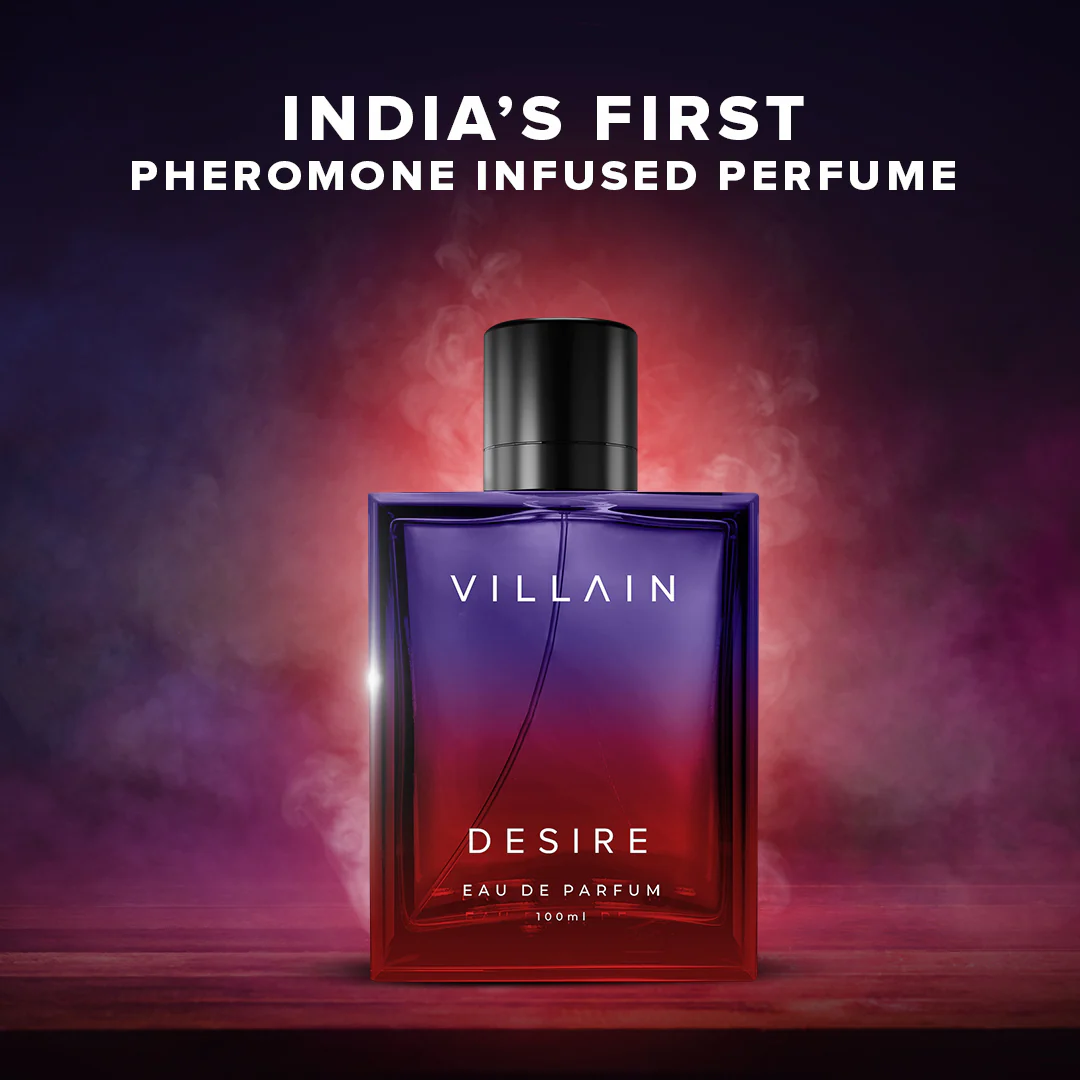 INDIA’S FIRST
PHEROMONE INFUSED PERFUME
VILLAIN
DESIRE
EAU DE PARFUM
100ml